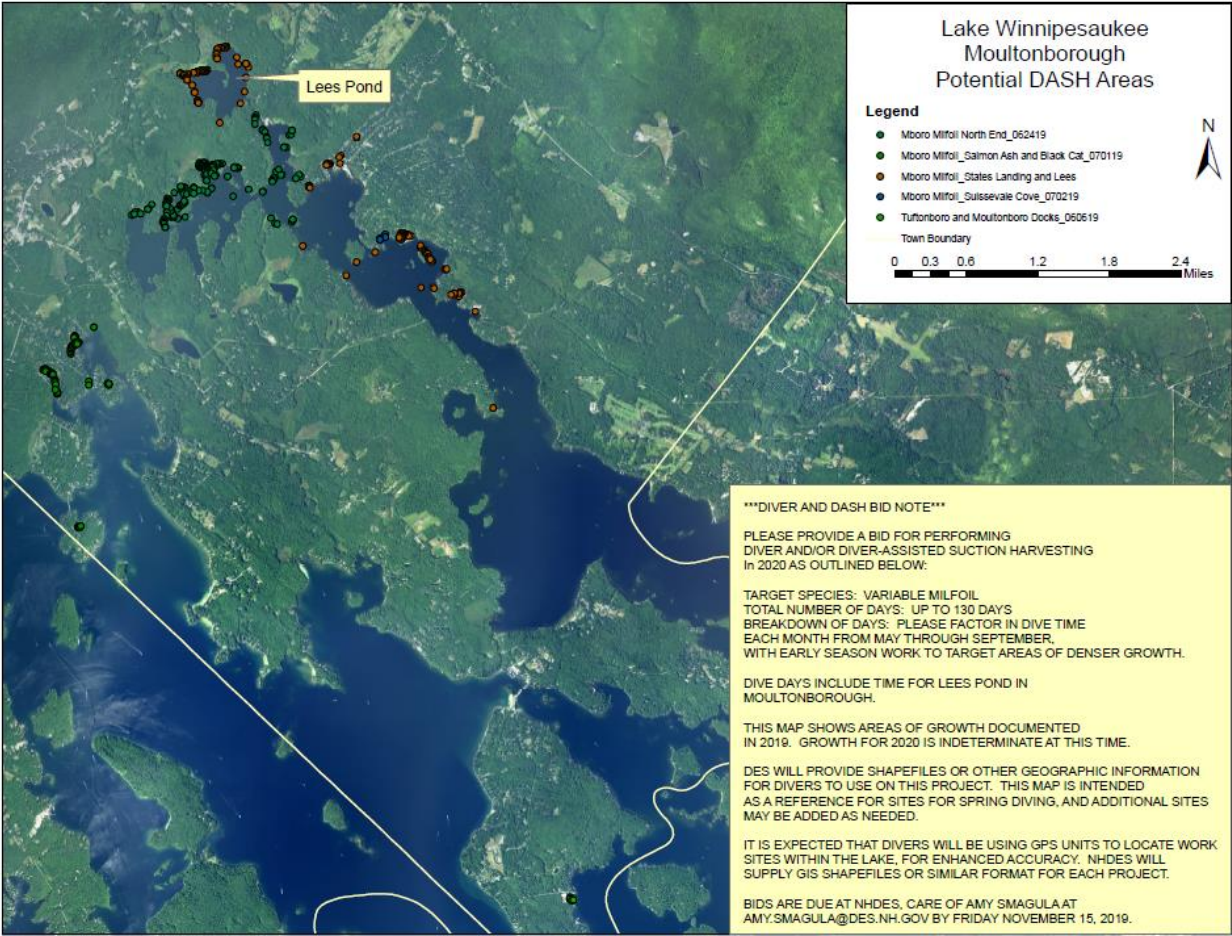 Lees Pond
Lake Winnipesaukee
Moultonborough
Potential DASH Areas
Legend
N
Mboro Milfoil North End_062419
Mboro Milfoil_Salmon Ash and Black Cat_070119
Mboro Milfoil_States Landing and Lees
Mboro Milfoil_Suissevale Cove_070219
Tuftonboro and Moultonboro Docks_060619
Town Boundary
0 0.3 0.6 1.2 1.8 2.4
Miles
***DIVER AND DASH BID NOTE***
PLEASE PROVIDE A BID FOR PERFORMING
DIVER AND/OR DIVER-ASSISTED SUCTION HARVESTING
In 2020 AS OUTLINED BELOW:
TARGET SPECIES: VARIABLE MILFOIL
TOTAL NUMBER OF DAYS: UP TO 130 DAYS
BREAKDOWN OF DAYS: PLEASE FACTOR IN DIVE TIME
EACH MONTH FROM MAY THROUGH SEPTEMBER,
WITH EARLY SEASON WORK TO TARGET AREAS OF DENSER GROWTH.
DIVE DAYS INCLUDE TIME FOR LEES POND IN
MOULTONBOROUGH.
THIS MAP SHOWS AREAS OF GROWTH DOCUMENTED
IN 2019. GROWTH FOR 2020 IS INDETERMINATE AT THIS TIME.
DES WILL PROVIDE SHAPEFILES OR OTHER GEOGRAPHIC INFORMATION
FOR DIVERS TO USE ON THIS PROJECT. THIS MAP IS INTENDED
AS A REFERENCE FOR SITES FOR SPRING DIVING, AND ADDITIONAL SITES
MAY BE ADDED AS NEEDED.
IT IS EXPECTED THAT DIVERS WILL BE USING GPS UNITS TO LOCATE WORK
SITES WITHIN THE LAKE, FOR ENHANCED ACCURACY. NHDES WILL
SUPPLY GIS SHAPEFILES OR SIMILAR FORMAT FOR EACH PROJECT.
BIDS ARE DUE AT NHDES, CARE OF AMY SMAGULA AT
AMY.SMAGULA@DES.NH.GOV BY FRIDAY NOVEMBER 15, 2019.